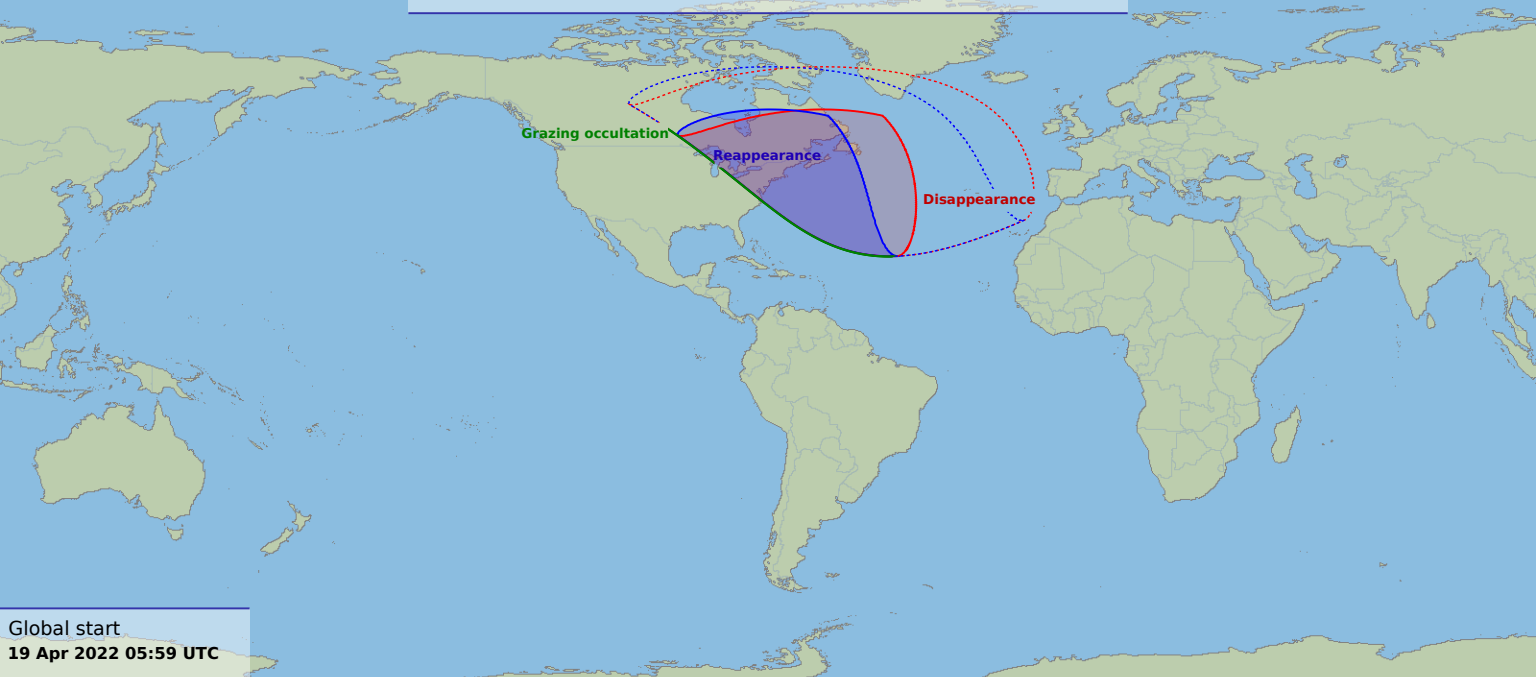 Grazing occultation
Reappearance
Disappearance
Global start
19 Apr 2022 05:59 UTC